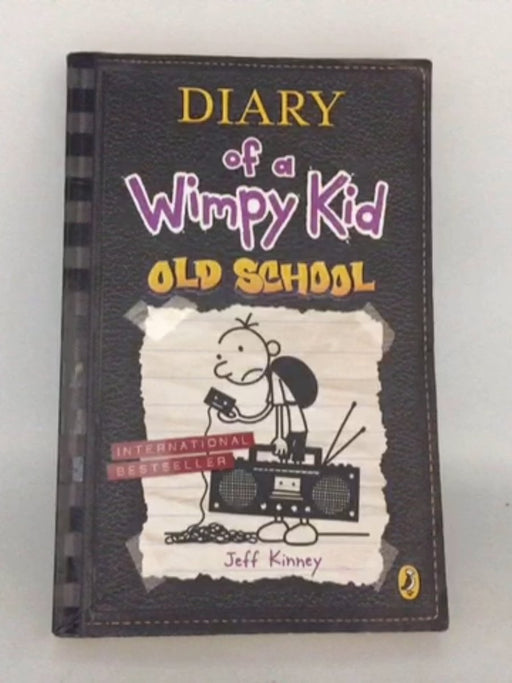 DIARY
of a
Wimpy Kid
OLD SCHOOL
INTERNATIONAL
BESTSELLER
Jeff Kinney